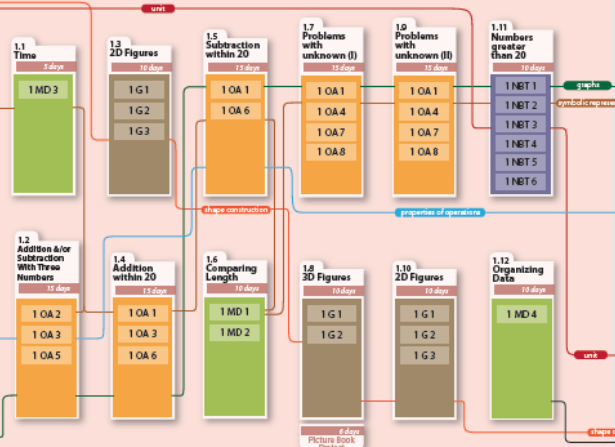 unit
1.1
Time
5 days
1 MD 3
1.3
2D Figures
10 days
1 G 1
1 G 2
1 G 3
1.5
Subtraction
within 20
15 days
1 OA 1
1 OA 6
1.7
Problems
with
unknown (I)
15 days
1 OA 1
1 OA 4
1 OA 7
1 OA 8
1.9
Problems
with
unknown (II)
15 days
1 OA 1
1 OA 4
1 OA 7
1 OA 8
1.11
Numbers
greater
than 20
10 days
1 NBT 1
1 NBT 2
1 NBT 3
1 NBT 4
1 NBT 5
1 NBT 6
graphs
symbolic represe
shape construction
properties of operations
1.2
Addition &/or
Subtraction
With Three
Numbers
15 days
1 OA 2
1 OA 3
1 OA 5
1.4
Addition
within 20
15 days
1 OA 1
1 OA 3
1 OA 6
1.6
Comparing
Length
10 days
1 MD 1
1 MD 2
1.8
3D Figures
10 days
1 G 1
1 G 2
6 days
Picture Book
1.10
2D Figures
10 days
1 G 1
1 G 2
1 G 3
1.12
Organizing
Data
10 days
1 MD 4
unit
shape